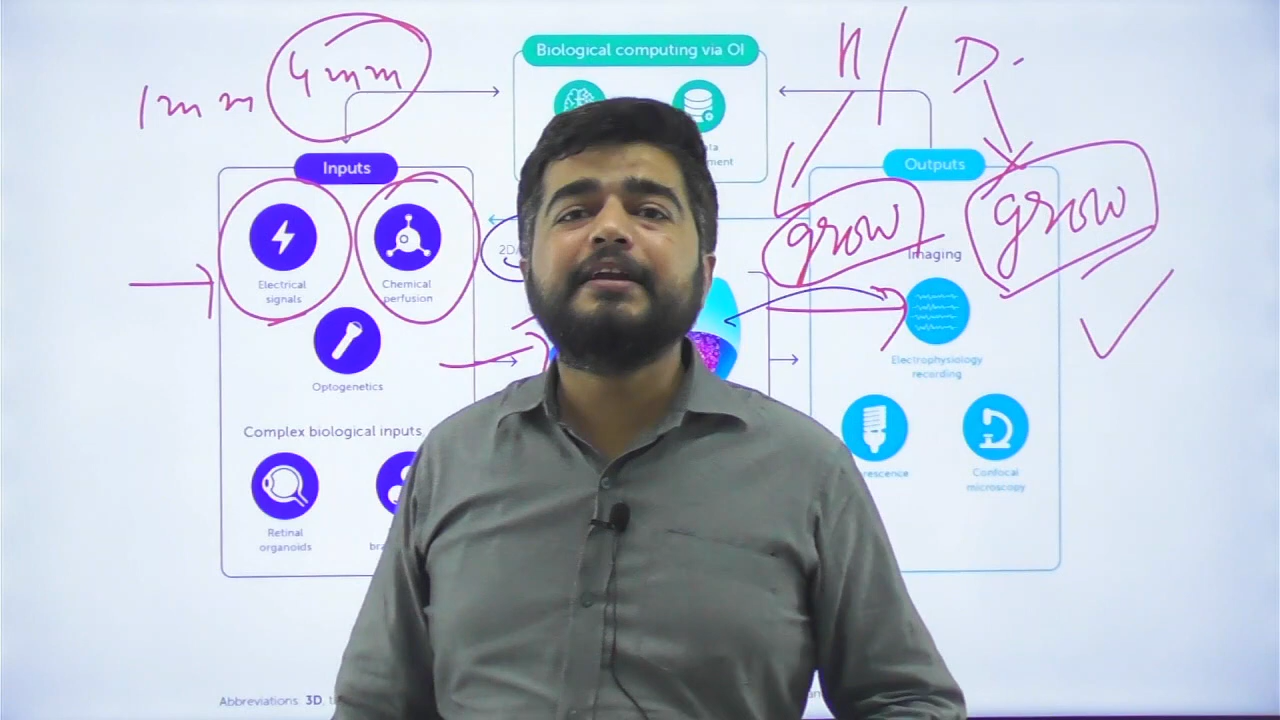 1mm 4mm
Biological computing via OI
H / D.
Inputs
Outputs
grow grow
Electrical
signals
Chemical
perfusion
2D/
Imaging
Optogenetics
Electrophysiology
recording
Complex biological inputs
Confocal
microscopy
Retinal
organoids
Abbreviations: 3D,